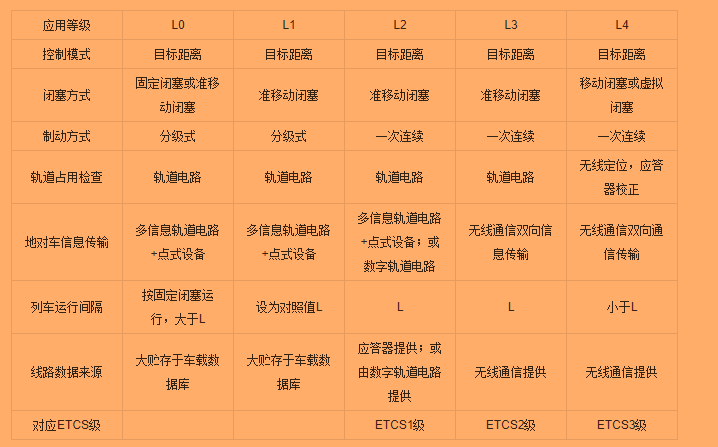 应用等级 L0 L1 L2 L3 L4
控制模式 目标距离 目标距离 目标距离 目标距离 目标距离
闭塞方式 固定闭塞或准移动闭塞 准移动闭塞 准移动闭塞 准移动闭塞 移动闭塞或虚拟闭塞
制动方式 分级式 分级式 一次连续 一次连续 一次连续
轨道占用检查 轨道电路 轨道电路 轨道电路 轨道电路 无线定位，应答器校正
地对车信息传输 多信息轨道电路+点式设备 多信息轨道电路+点式设备 多信息轨道电路+点式设备；或数字轨道电路 无线通信双向信息传输 无线通信双向通信传输
列车运行间隔 按固定闭塞运行，大于L 设为对照值L L L 小于L
线路数据来源 大贮存于车载数据库 大贮存于车载数据库 应答器提供；或由数字轨道电路提供 无线通信提供 无线通信提供
对应ETCS级 ETCS1级 ETCS2级 ETCS3级